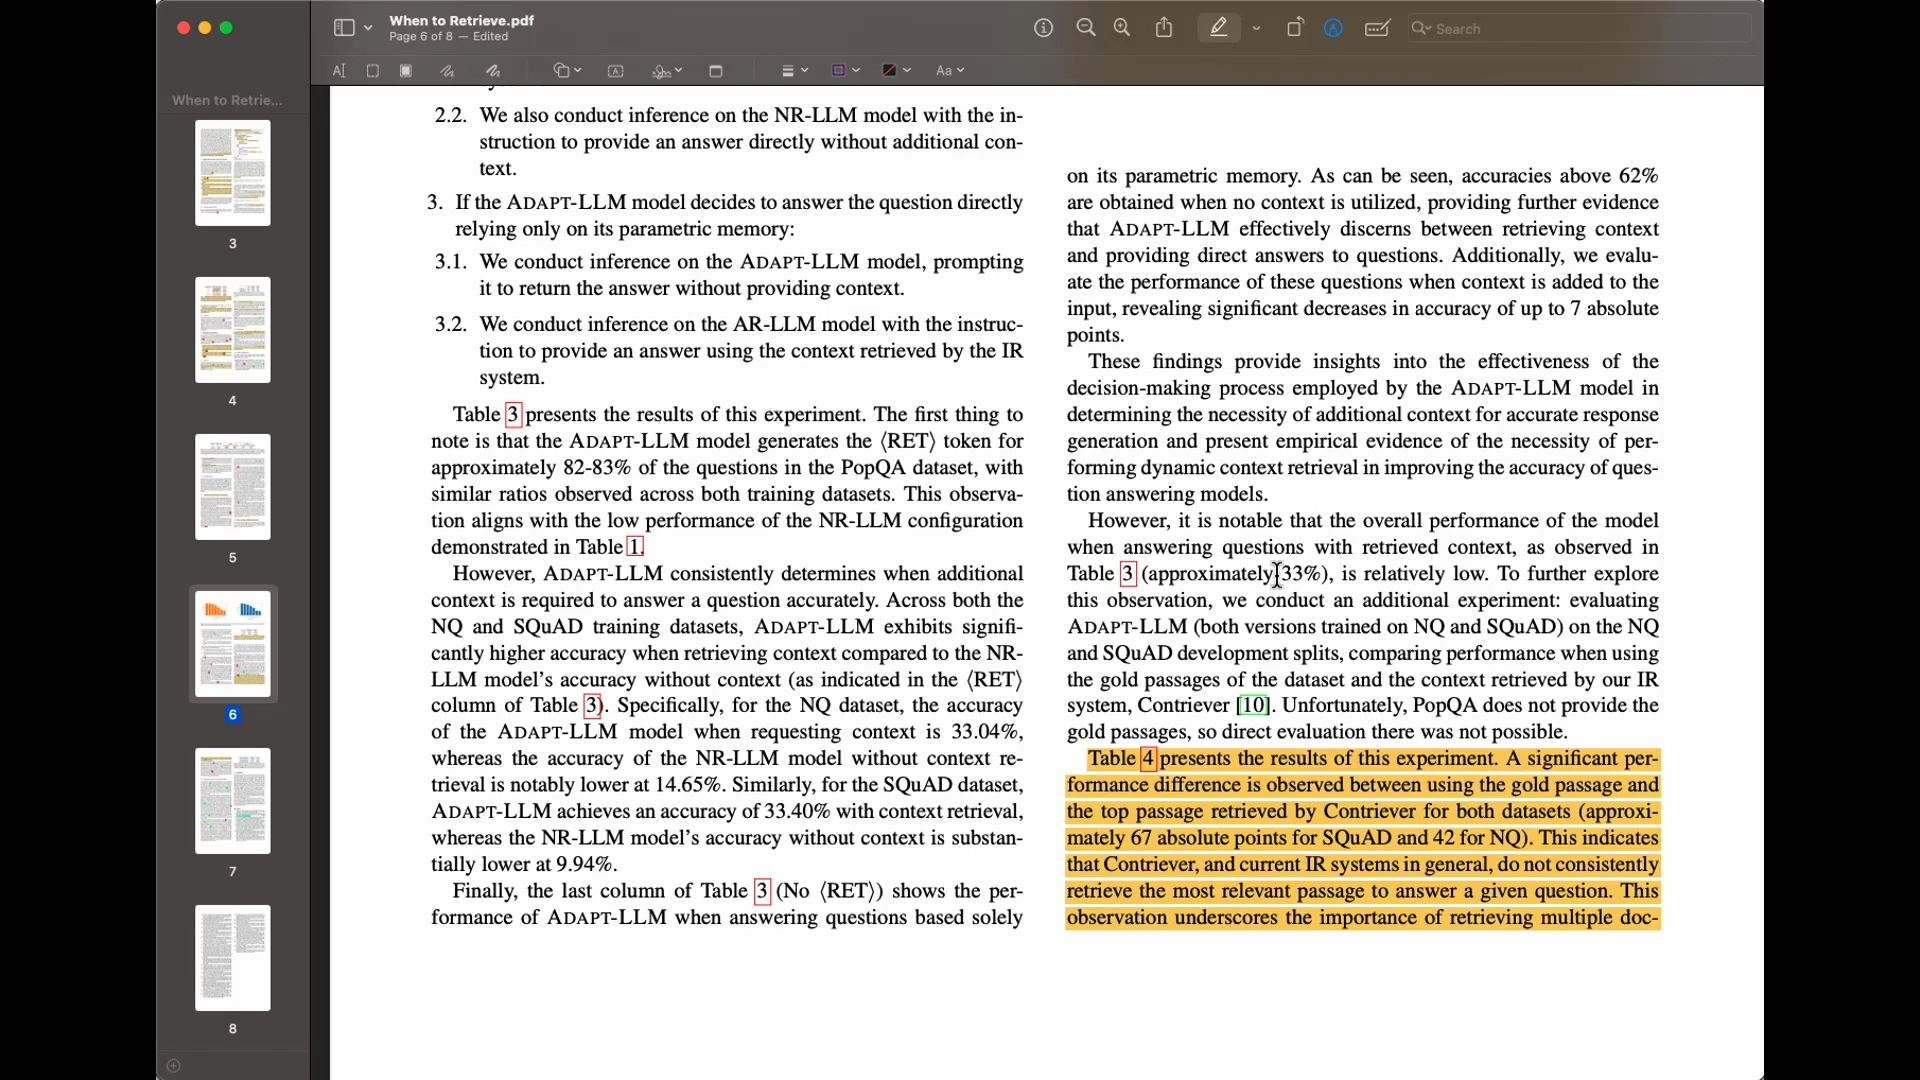 When to Retrieve.pdf
Page 6 of 8 — Edited
Search
Aa
When to Retrie...
3
4
5
6
7
8
2.2. We also conduct inference on the NR-LLM model with the in-
struction to provide an answer directly without additional con-
text.
3. If the ADAPT-LLM model decides to answer the question directly
relying only on its parametric memory:
3.1. We conduct inference on the ADAPT-LLM model, prompting
it to return the answer without providing context.
3.2. We conduct inference on the AR-LLM model with the instruc-
tion to provide an answer using the context retrieved by the IR
system.
Table 3 presents the results of this experiment. The first thing to
note is that the ADAPT-LLM model generates the ⟨RET⟩ token for
approximately 82-83% of the questions in the PopQA dataset, with
similar ratios observed across both training datasets. This observa-
tion aligns with the low performance of the NR-LLM configuration
demonstrated in Table 1.
However, ADAPT-LLM consistently determines when additional
context is required to answer a question accurately. Across both the
NQ and SQuAD training datasets, ADAPT-LLM exhibits signifi-
cantly higher accuracy when retrieving context compared to the NR-
LLM model's accuracy without context (as indicated in the ⟨RET⟩
column of Table 3). Specifically, for the NQ dataset, the accuracy
of the ADAPT-LLM model when requesting context is 33.04%,
whereas the accuracy of the NR-LLM model without context re-
trieval is notably lower at 14.65%. Similarly, for the SQuAD dataset,
ADAPT-LLM achieves an accuracy of 33.40% with context retrieval,
whereas the NR-LLM model's accuracy without context is substan-
tially lower at 9.94%.
Finally, the last column of Table 3 (No ⟨RET⟩) shows the per-
formance of ADAPT-LLM when answering questions based solely
on its parametric memory. As can be seen, accuracies above 62%
are obtained when no context is utilized, providing further evidence
that ADAPT-LLM effectively discerns between retrieving context
and providing direct answers to questions. Additionally, we evalu-
ate the performance of these questions when context is added to the
input, revealing significant decreases in accuracy of up to 7 absolute
points.
These findings provide insights into the effectiveness of the
decision-making process employed by the ADAPT-LLM model in
determining the necessity of additional context for accurate response
generation and present empirical evidence of the necessity of per-
forming dynamic context retrieval in improving the accuracy of ques-
tion answering models.
However, it is notable that the overall performance of the model
when answering questions with retrieved context, as observed in
Table 3 (approximately 33%), is relatively low. To further explore
this observation, we conduct an additional experiment: evaluating
ADAPT-LLM (both versions trained on NQ and SQuAD) on the NQ
and SQuAD development splits, comparing performance when using
the gold passages of the dataset and the context retrieved by our IR
system, Contriever [10]. Unfortunately, PopQA does not provide the
gold passages, so direct evaluation there was not possible.
Table 4 presents the results of this experiment. A significant per-
formance difference is observed between using the gold passage and
the top passage retrieved by Contriever for both datasets (approxi-
mately 67 absolute points for SQuAD and 42 for NQ). This indicates
that Contriever, and current IR systems in general, do not consistently
retrieve the most relevant passage to answer a given question. This
observation underscores the importance of retrieving multiple doc-